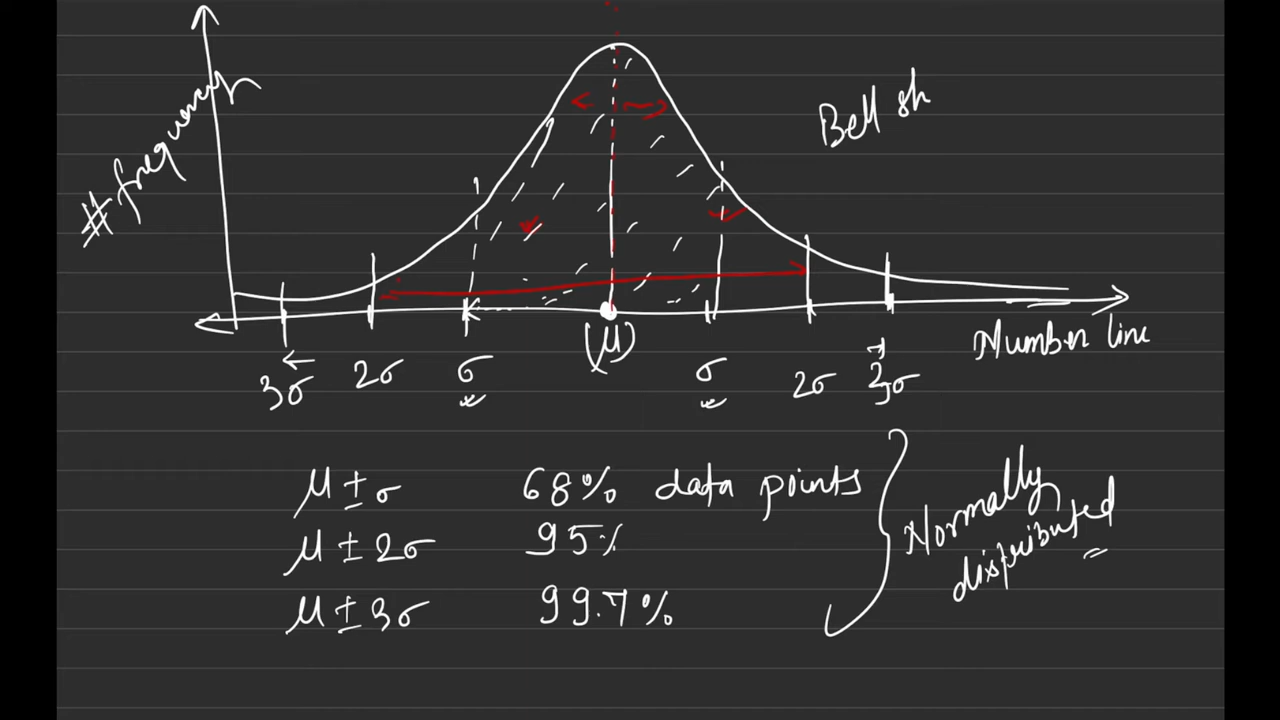 # frequency
Bell sh
(μ)
Number line
3σ 2σ σ σ 2σ 3σ
μ ± σ 68% data points
μ ± 2σ 95%
μ ± 3σ 99.7%
Normally
distributed